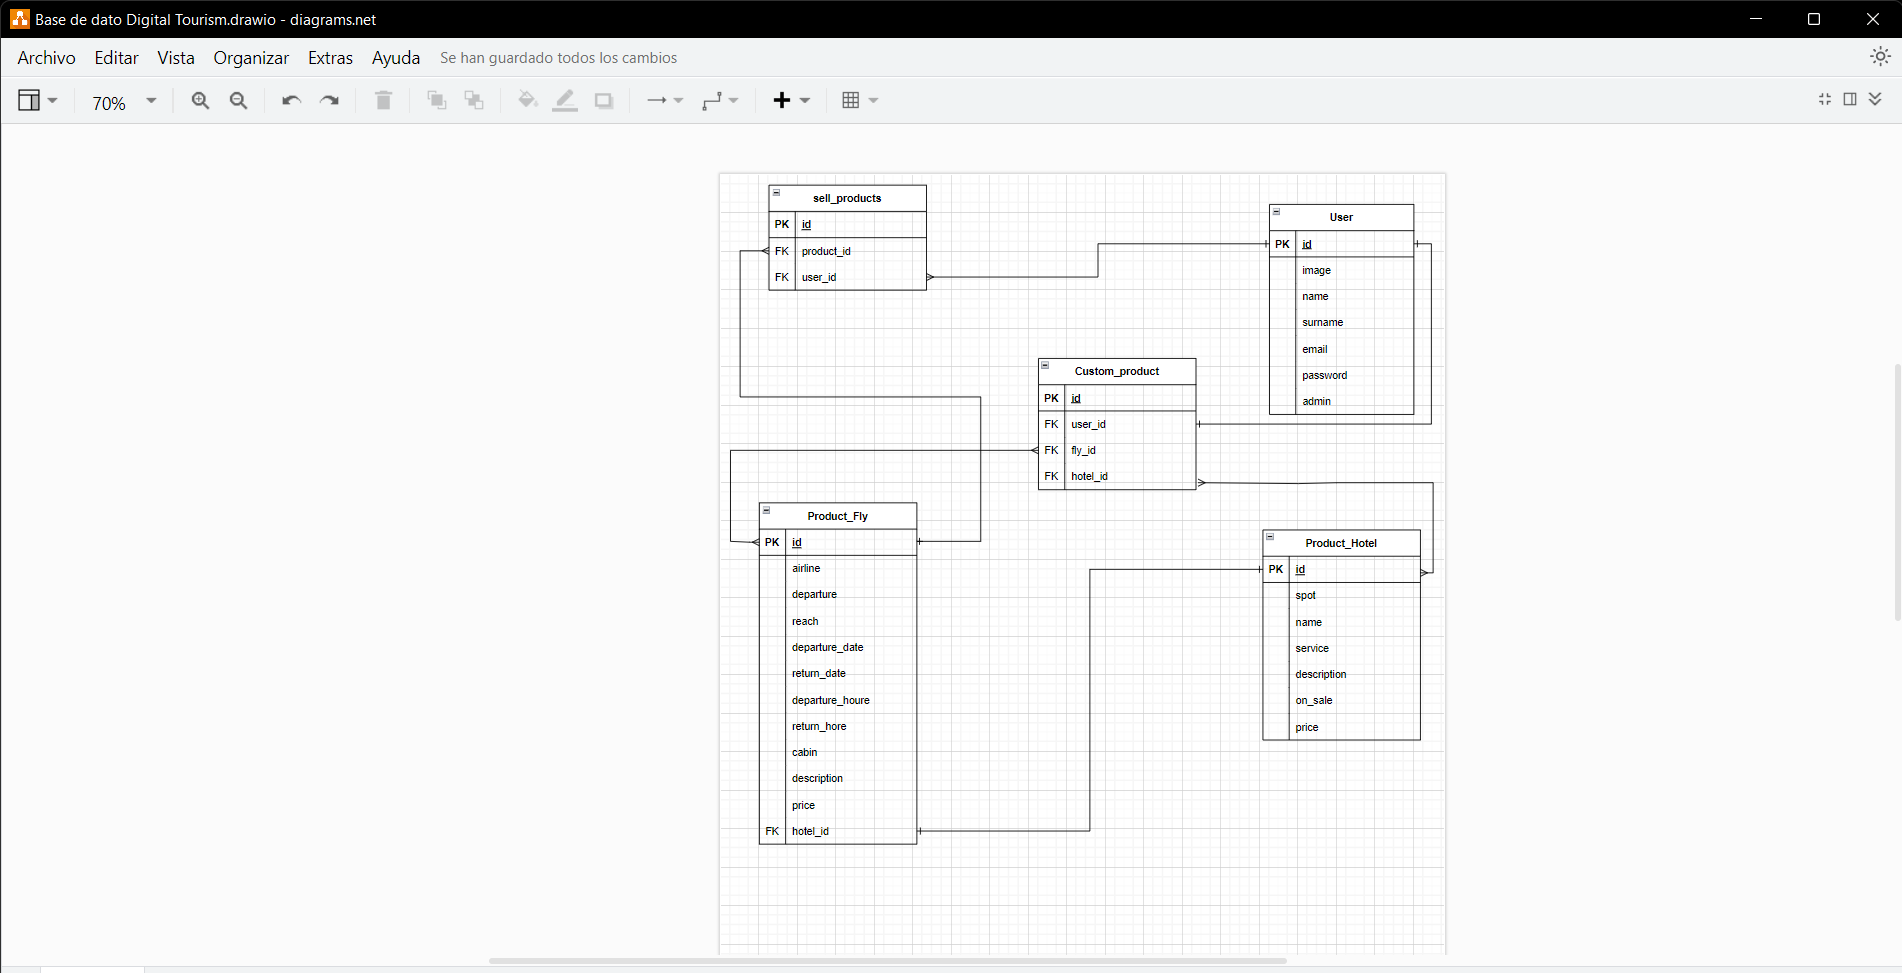 Base de dato Digital Tourism.drawio - diagrams.net
Archivo Editar Vista Organizar Extras Ayuda Se han guardado todos los cambios
70%
sell_products
PK id
FK product_id
FK user_id
User
PK id
image
name
surname
email
password
admin
Custom_product
PK id
FK user_id
FK fly_id
FK hotel_id
Product_Fly
PK id
airline
departure
reach
departure_date
return_date
departure_houre
return_hore
cabin
description
price
FK hotel_id
Product_Hotel
PK id
spot
name
service
description
on_sale
price